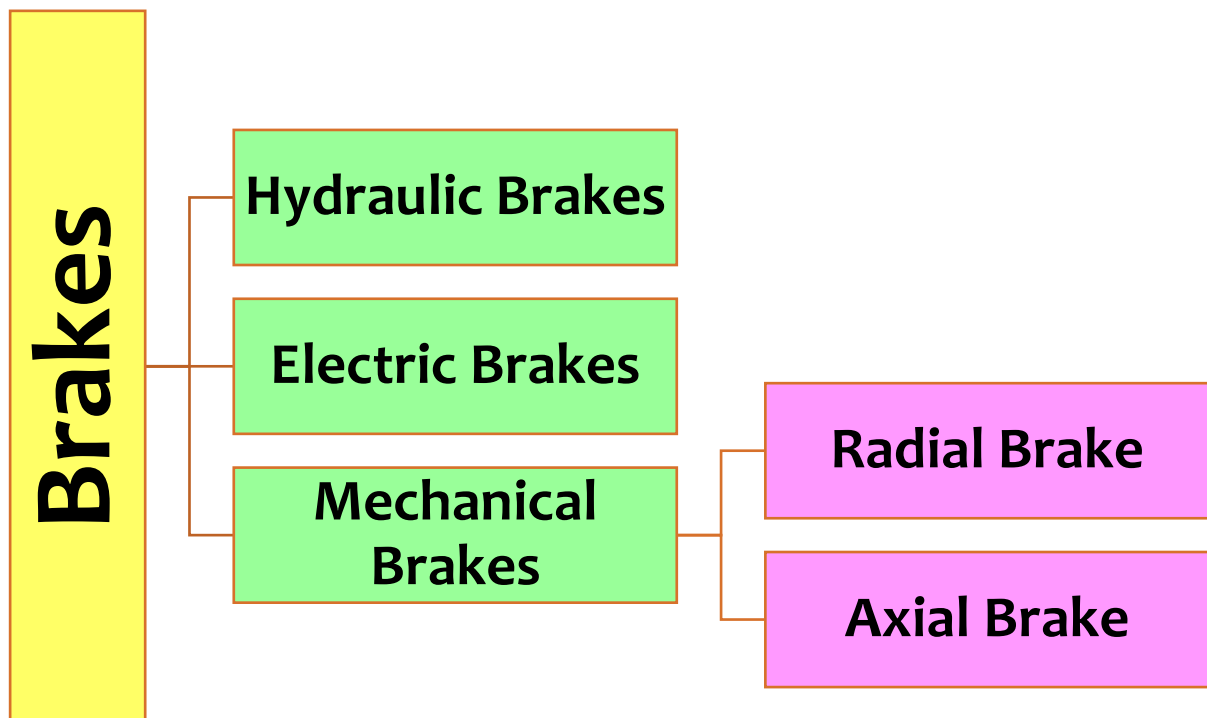 Brakes
Hydraulic Brakes
Electric Brakes
Mechanical
Brakes
Radial Brake
Axial Brake